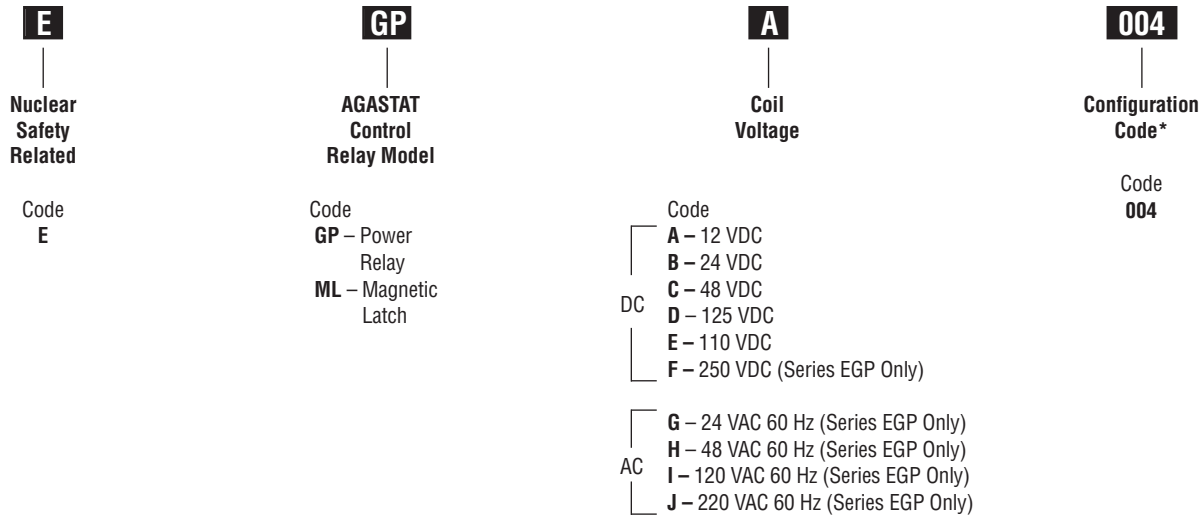 E
GP
A
004
Nuclear
Safety
Related
AGASTAT
Control
Relay Model
Coil
Voltage
Configuration
Code*
Code
E
Code
GP – Power
Relay
ML – Magnetic
Latch
Code
DC
A – 12 VDC
B – 24 VDC
C – 48 VDC
D – 125 VDC
E – 110 VDC
F – 250 VDC (Series EGP Only)
AC
G – 24 VAC 60 Hz (Series EGP Only)
H – 48 VAC 60 Hz (Series EGP Only)
I – 120 VAC 60 Hz (Series EGP Only)
J – 220 VAC 60 Hz (Series EGP Only)
Code
004